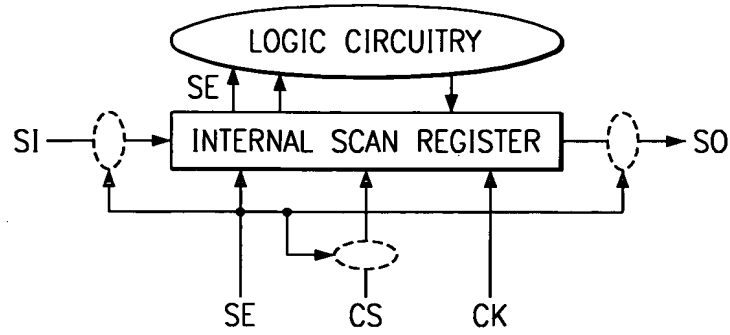 LOGIC CIRCUITRY
SE
SI
INTERNAL SCAN REGISTER
SO
SE
CS
CK